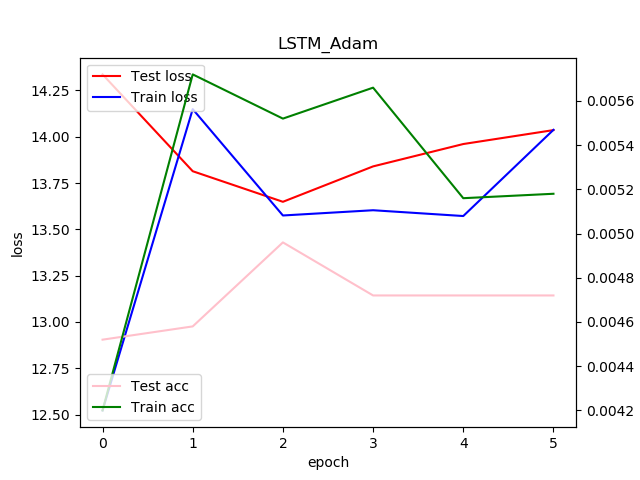 LSTM_Adam
Test loss
Train loss
14.25
14.00
13.75
13.50
13.25
13.00
12.75
12.50
loss
0.0056
0.0054
0.0052
0.0050
0.0048
0.0046
0.0044
0.0042
Test acc
Train acc
0 1 2 3 4 5
epoch